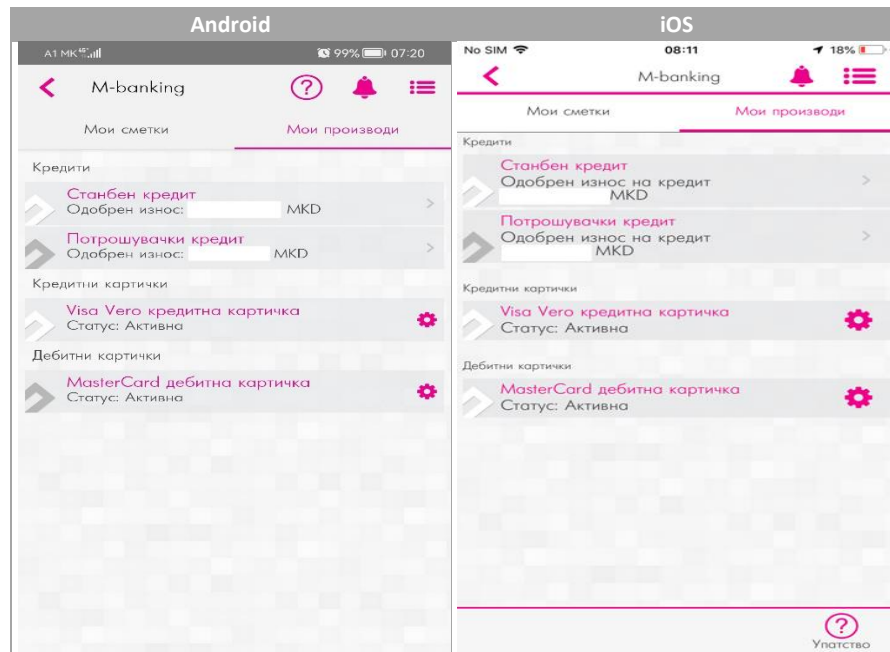 Android
A1 MK
99% 07:20
M-banking
?
Мои сметки
Мои производи
Кредити
Станбен кредит
Одобрен износ: MKD
Потрошувачки кредит
Одобрен износ: MKD
Кредитни картички
Visa Vero кредитна картичка
Статус: Активна
Дебитни картички
MasterCard дебитна картичка
Статус: Активна
iOS
No SIM 08:11 18%
M-banking
Мои сметки
Мои производи
Кредити
Станбен кредит
Одобрен износ на кредит
MKD
Потрошувачки кредит
Одобрен износ на кредит
MKD
Кредитни картички
Visa Vero кредитна картичка
Статус: Активна
Дебитни картички
MasterCard дебитна картичка
Статус: Активна
?
Упатство